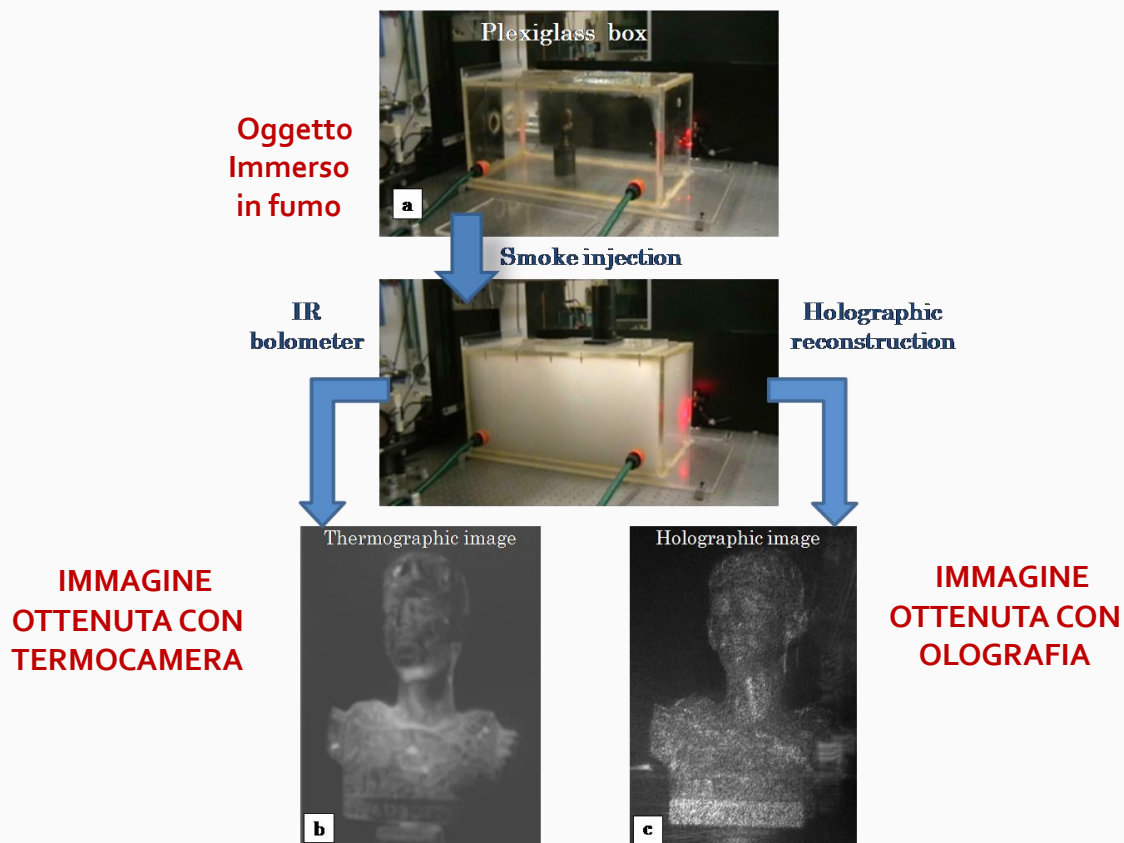 Plexiglass box
Oggetto
Immerso
in fumo
a
Smoke injection
IR
bolometer
Holographic
reconstruction
Thermographic image
Holographic image
IMMAGINE
OTTENUTA CON
TERMOCAMERA
IMMAGINE
OTTENUTA CON
OLOGRAFIA
b
c